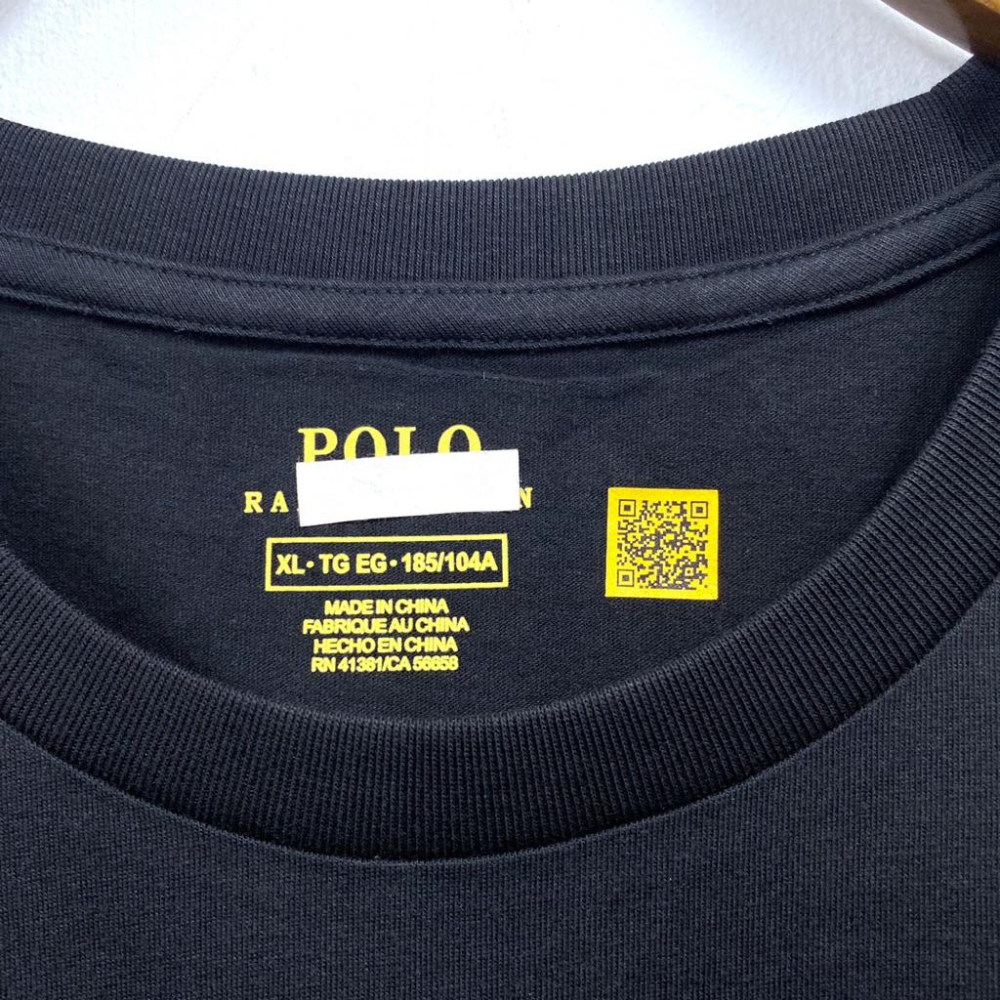 POLO
RA N
XL• TG EG • 185/104A
MADE IN CHINA
FABRIQUE AU CHINA
HECHO EN CHINA
RN 41381/CA 56658